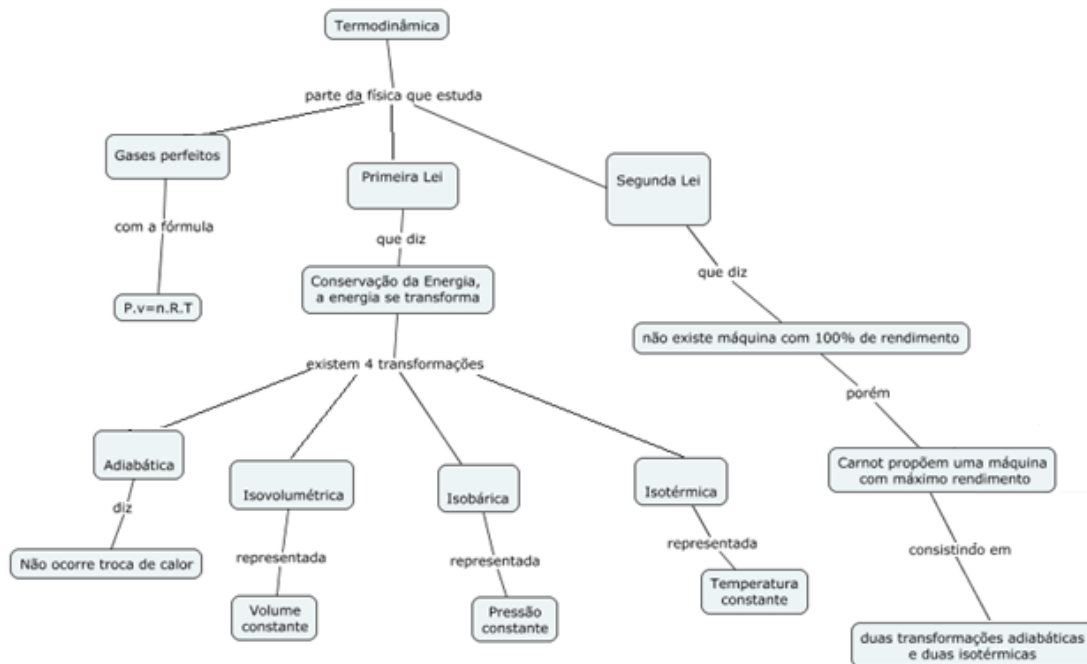 Termodinâmica
parte da física que estuda
Gases perfeitos
Primeira Lei
Segunda Lei
com a fórmula
que diz
que diz
P.v=n.R.T
Conservação da Energia,
a energia se transforma
não existe máquina com 100% de rendimento
existem 4 transformações
porém
Adiabática
Isovolumétrica
Isobárica
Isotérmica
Carnot propõem uma máquina
com máximo rendimento
diz
representada
representada
representada
consistindo em
Não ocorre troca de calor
Volume
constante
Pressão
constante
Temperatura
constante
duas transformações adiabáticas
e duas isotérmicas